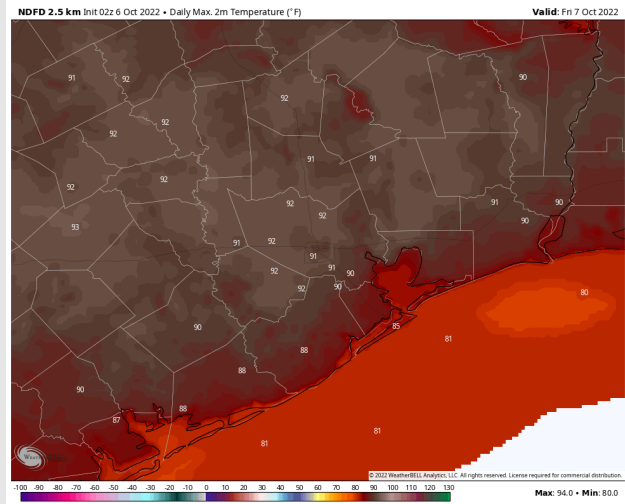 NDFD 2.5 km Init 02z 6 Oct 2022 • Daily Max. 2m Temperature (°F) Valid: Fri 7 Oct 2022
91 92 90
92
92
92
91 91
92 92
92 91 90
92 90
93
91 92
91
92 91 90
92 90
80
90 85
81
88
88
90
88
87
81 81
© 2022 WeatherBELL Analytics, LLC. All rights reserved. License required for commercial distribution.
-100 -90 -80 -70 -60 -50 -40 -30 -20 -10 0 10 20 30 40 50 60 70 80 90 100 110 120 130
Max: 94.0 • Min: 80.0